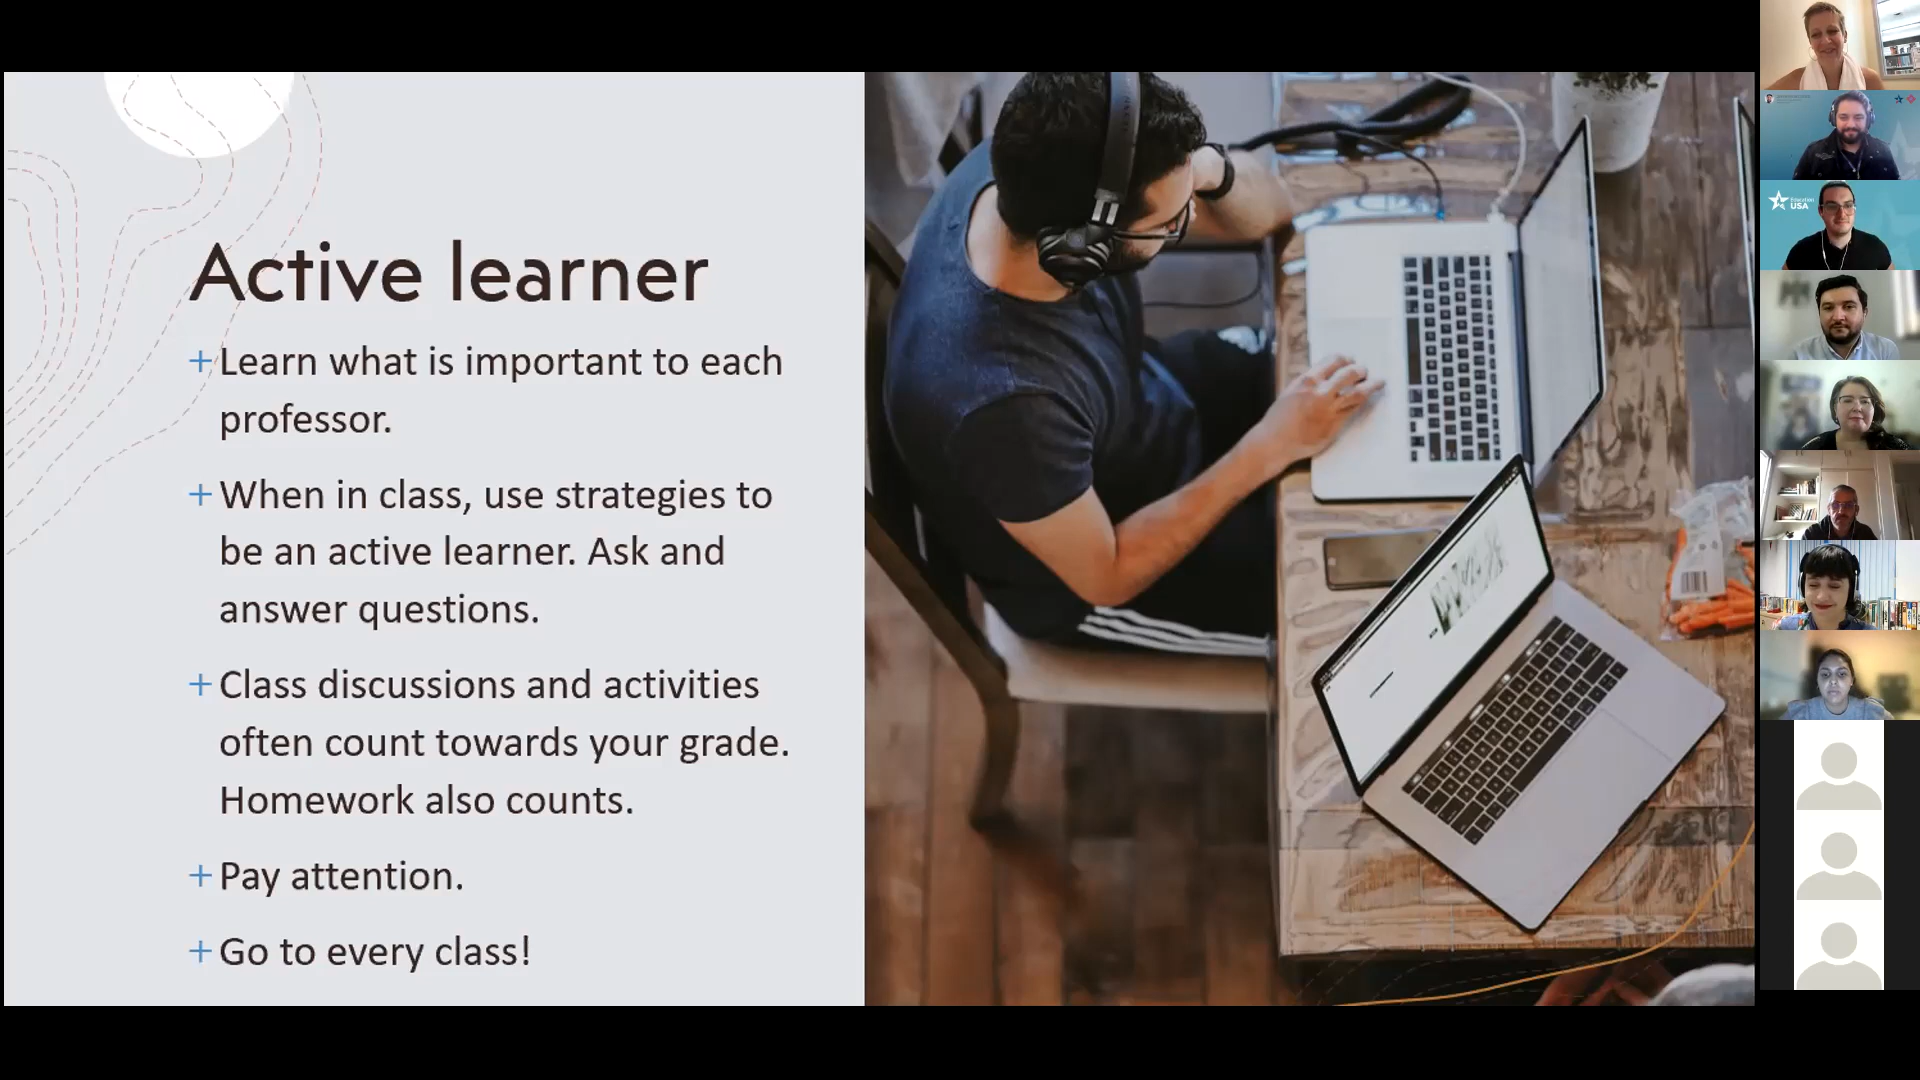 Active learner
+ Learn what is important to each
professor.
+ When in class, use strategies to
be an active learner. Ask and
answer questions.
+ Class discussions and activities
often count towards your grade.
Homework also counts.
+ Pay attention.
+ Go to every class!
Education
USA